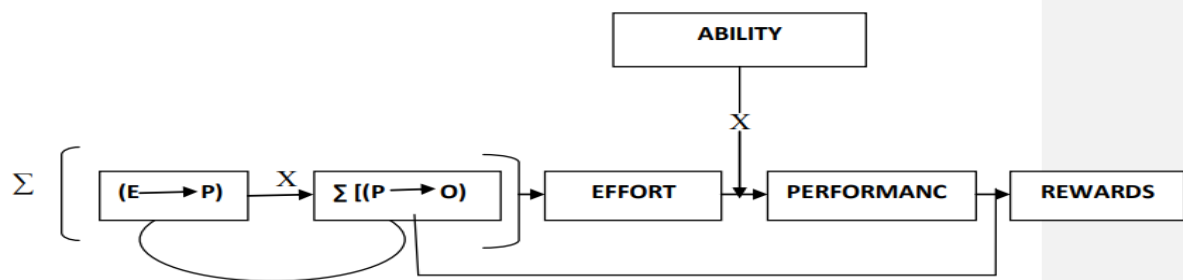 ABILITY
X
Σ (E → P) X Σ [(P → O) EFFORT PERFORMANC REWARDS